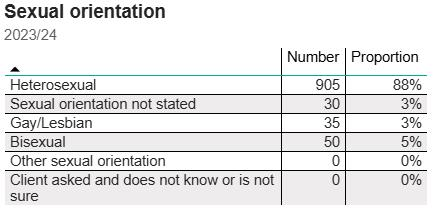 Sexual orientation
2023/24
Number Proportion
Heterosexual 905 88%
Sexual orientation not stated 30 3%
Gay/Lesbian 35 3%
Bisexual 50 5%
Other sexual orientation 0 0%
Client asked and does not know or is not 0 0%
sure